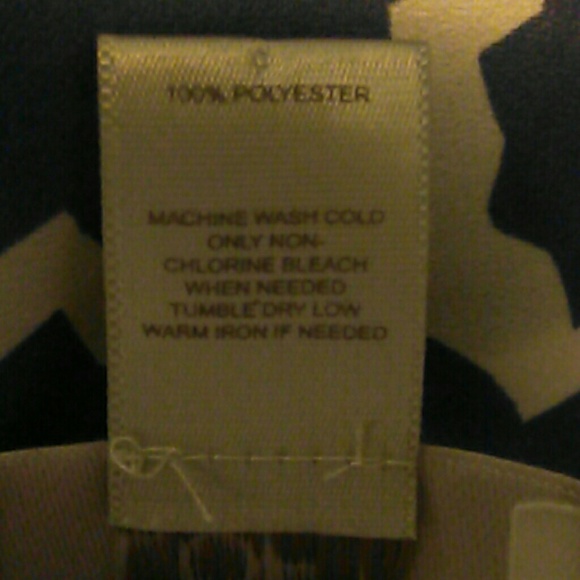 100% POLYESTER
MACHINE WASH COLD
ONLY NON-
CHLORINE BLEACH
WHEN NEEDED
TUMBLE DRY LOW
WARM IRON IF NEEDED